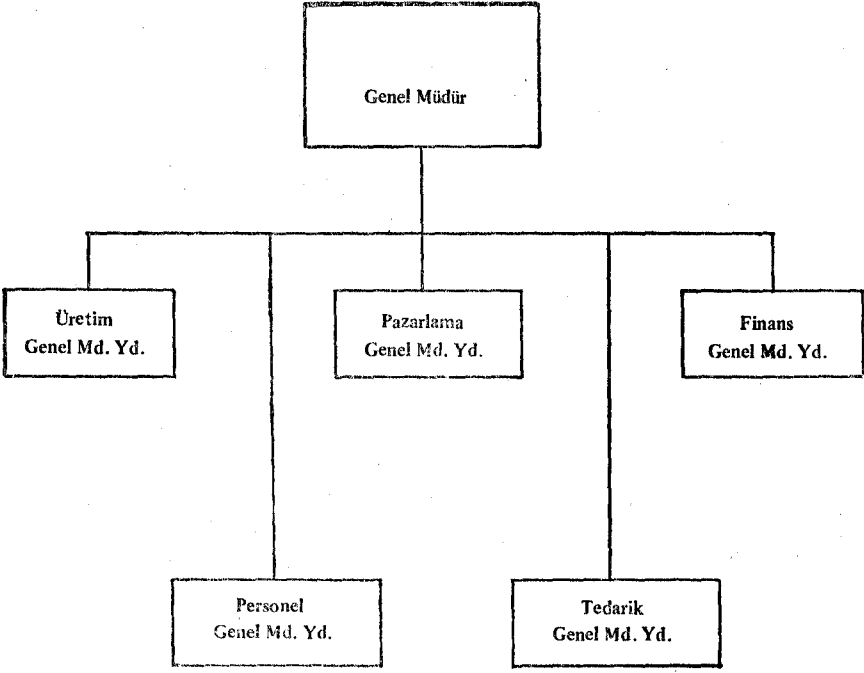 Genel Müdür
Üretim
Genel Md. Yd.
Pazarlama
Genel Md. Yd.
Finans
Genel Md. Yd.
Personel
Genel Md. Yd.
Tedarik
Genel Md. Yd.